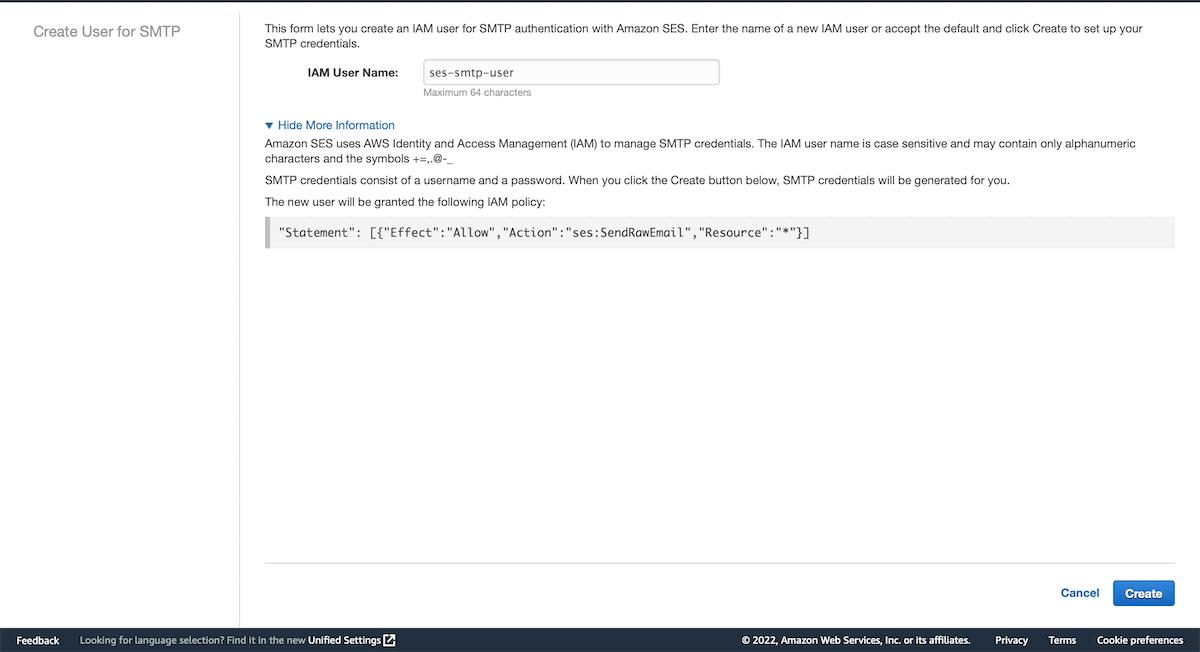 Create User for SMTP
This form lets you create an IAM user for SMTP authentication with Amazon SES. Enter the name of a new IAM user or accept the default and click Create to set up your
SMTP credentials.
IAM User Name: ses-smtp-user
Maximum 64 characters
▼ Hide More Information
Amazon SES uses AWS Identity and Access Management (IAM) to manage SMTP credentials. The IAM user name is case sensitive and may contain only alphanumeric
characters and the symbols +=,.@-_
SMTP credentials consist of a username and a password. When you click the Create button below, SMTP credentials will be generated for you.
The new user will be granted the following IAM policy:
"Statement": [{"Effect":"Allow","Action":"ses:SendRawEmail","Resource":"*"}]
Cancel Create
Feedback Looking for language selection? Find it in the new Unified Settings © 2022, Amazon Web Services, Inc. or its affiliates. Privacy Terms Cookie preferences